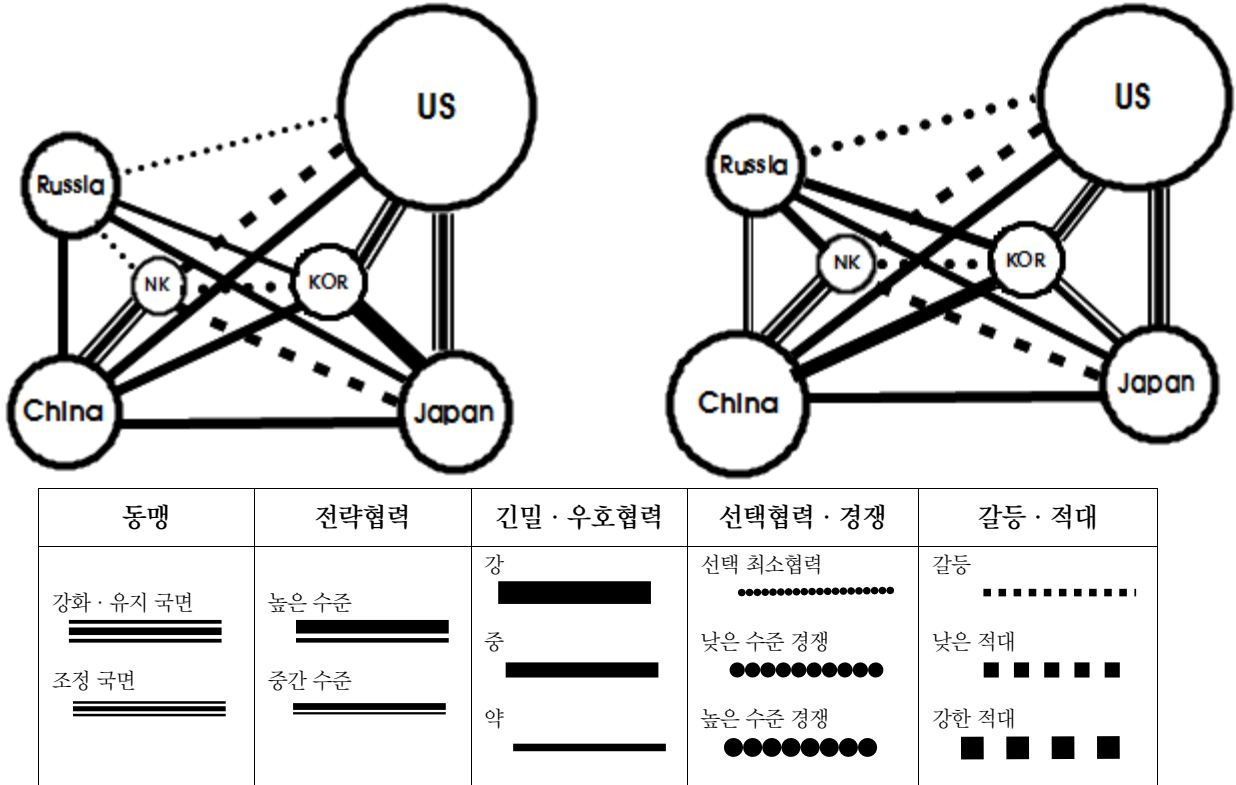 US
Russia
NK
KOR
China
Japan
US
Russia
NK
KOR
China
Japan
동맹 전략협력 긴밀 · 우호협력 선택협력 · 경쟁 갈등 · 적대
강화 · 유지 국면
조정 국면
높은 수준
중간 수준
강
중
약
선택 최소협력
낮은 수준 경쟁
높은 수준 경쟁
갈등
낮은 적대
강한 적대